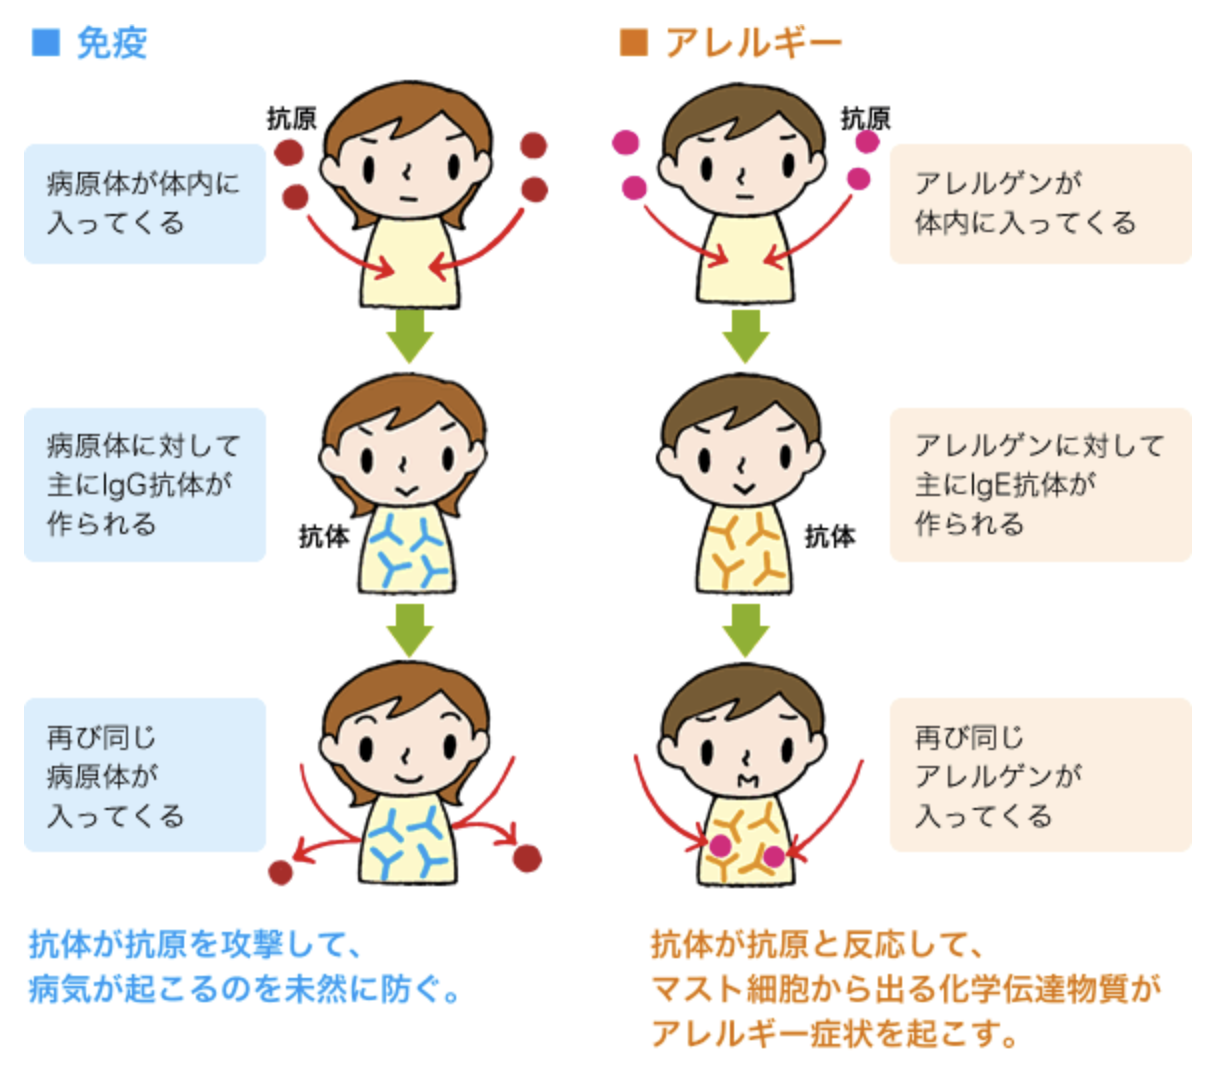 ■ 免疫
抗原
病原体が体内に
入ってくる
病原体に対して
主にIgG抗体が
作られる
抗体
再び同じ
病原体が
入ってくる
抗体が抗原を攻撃して、
病気が起こるのを未然に防ぐ。
■ アレルギー
抗原
アレルゲンが
体内に入ってくる
アレルゲンに対して
主にIgE抗体が
作られる
抗体
再び同じ
アレルゲンが
入ってくる
抗体が抗原と反応して、
マスト細胞から出る化学伝達物質が
アレルギー症状を起こす。